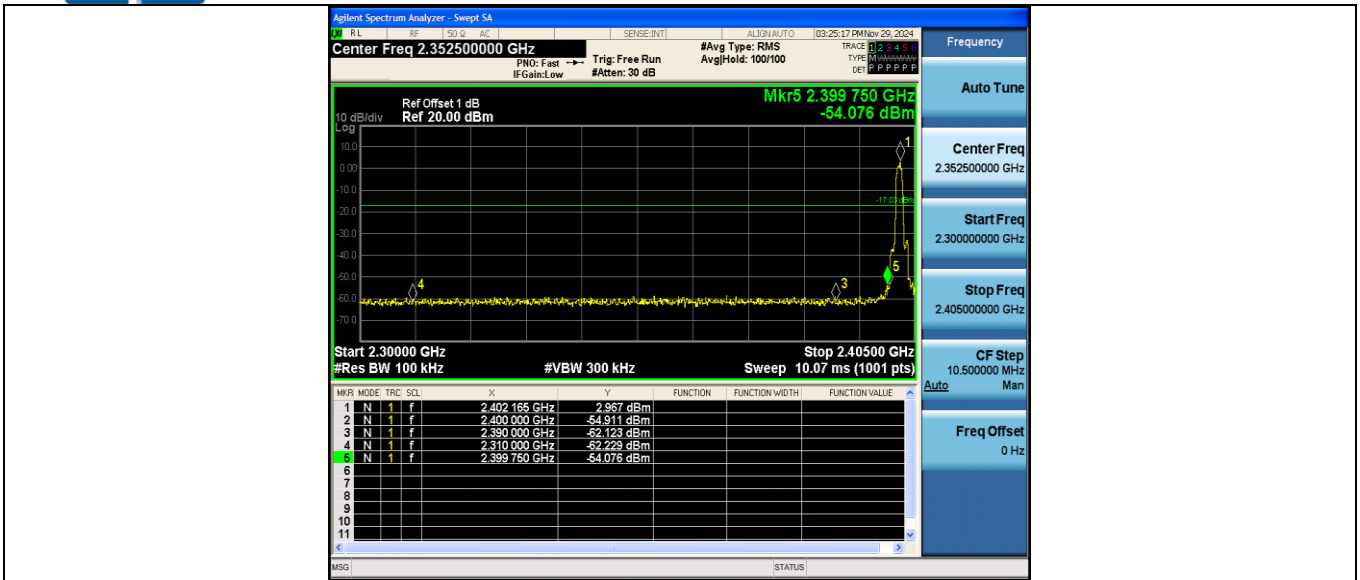 Agilent Spectrum Analyzer - Swept SA
RL RF 50 Ω AC SENSE:INT ALIGNAUTO 03:25:17 PM Nov 29, 2024
Center Freq 2.352500000 GHz
PNO: Fast
IFGain:Low
Trig: Free Run
#Atten: 30 dB
#Avg Type: RMS
Avg|Hold: 100/100
TRACE 1 2 3 4 5 6
TYPE M
DET P P P P P P
Mkr5 2.399 750 GHz
-54.076 dBm
Ref Offset 1 dB
10 dB/div Ref 20.00 dBm
Log
10.0
0.00
-10.0
-20.0
-30.0
-40.0
-50.0
-60.0
-70.0
-17.03 dBm
1
5
3
4
Start 2.30000 GHz Stop 2.40500 GHz
#Res BW 100 kHz #VBW 300 kHz Sweep 10.07 ms (1001 pts)
MKR MODE TRC SCL X Y FUNCTION FUNCTION WIDTH FUNCTION VALUE
1 N 1 f 2.402 165 GHz 2.967 dBm
2 N 1 f 2.400 000 GHz -54.911 dBm
3 N 1 f 2.390 000 GHz -62.123 dBm
4 N 1 f 2.310 000 GHz -62.229 dBm
5 N 1 f 2.399 750 GHz -54.076 dBm
6
7
8
9
10
11
MSG STATUS
Frequency
Auto Tune
Center Freq
2.352500000 GHz
Start Freq
2.300000000 GHz
Stop Freq
2.405000000 GHz
CF Step
10.500000 MHz
Auto Man
Freq Offset
0 Hz